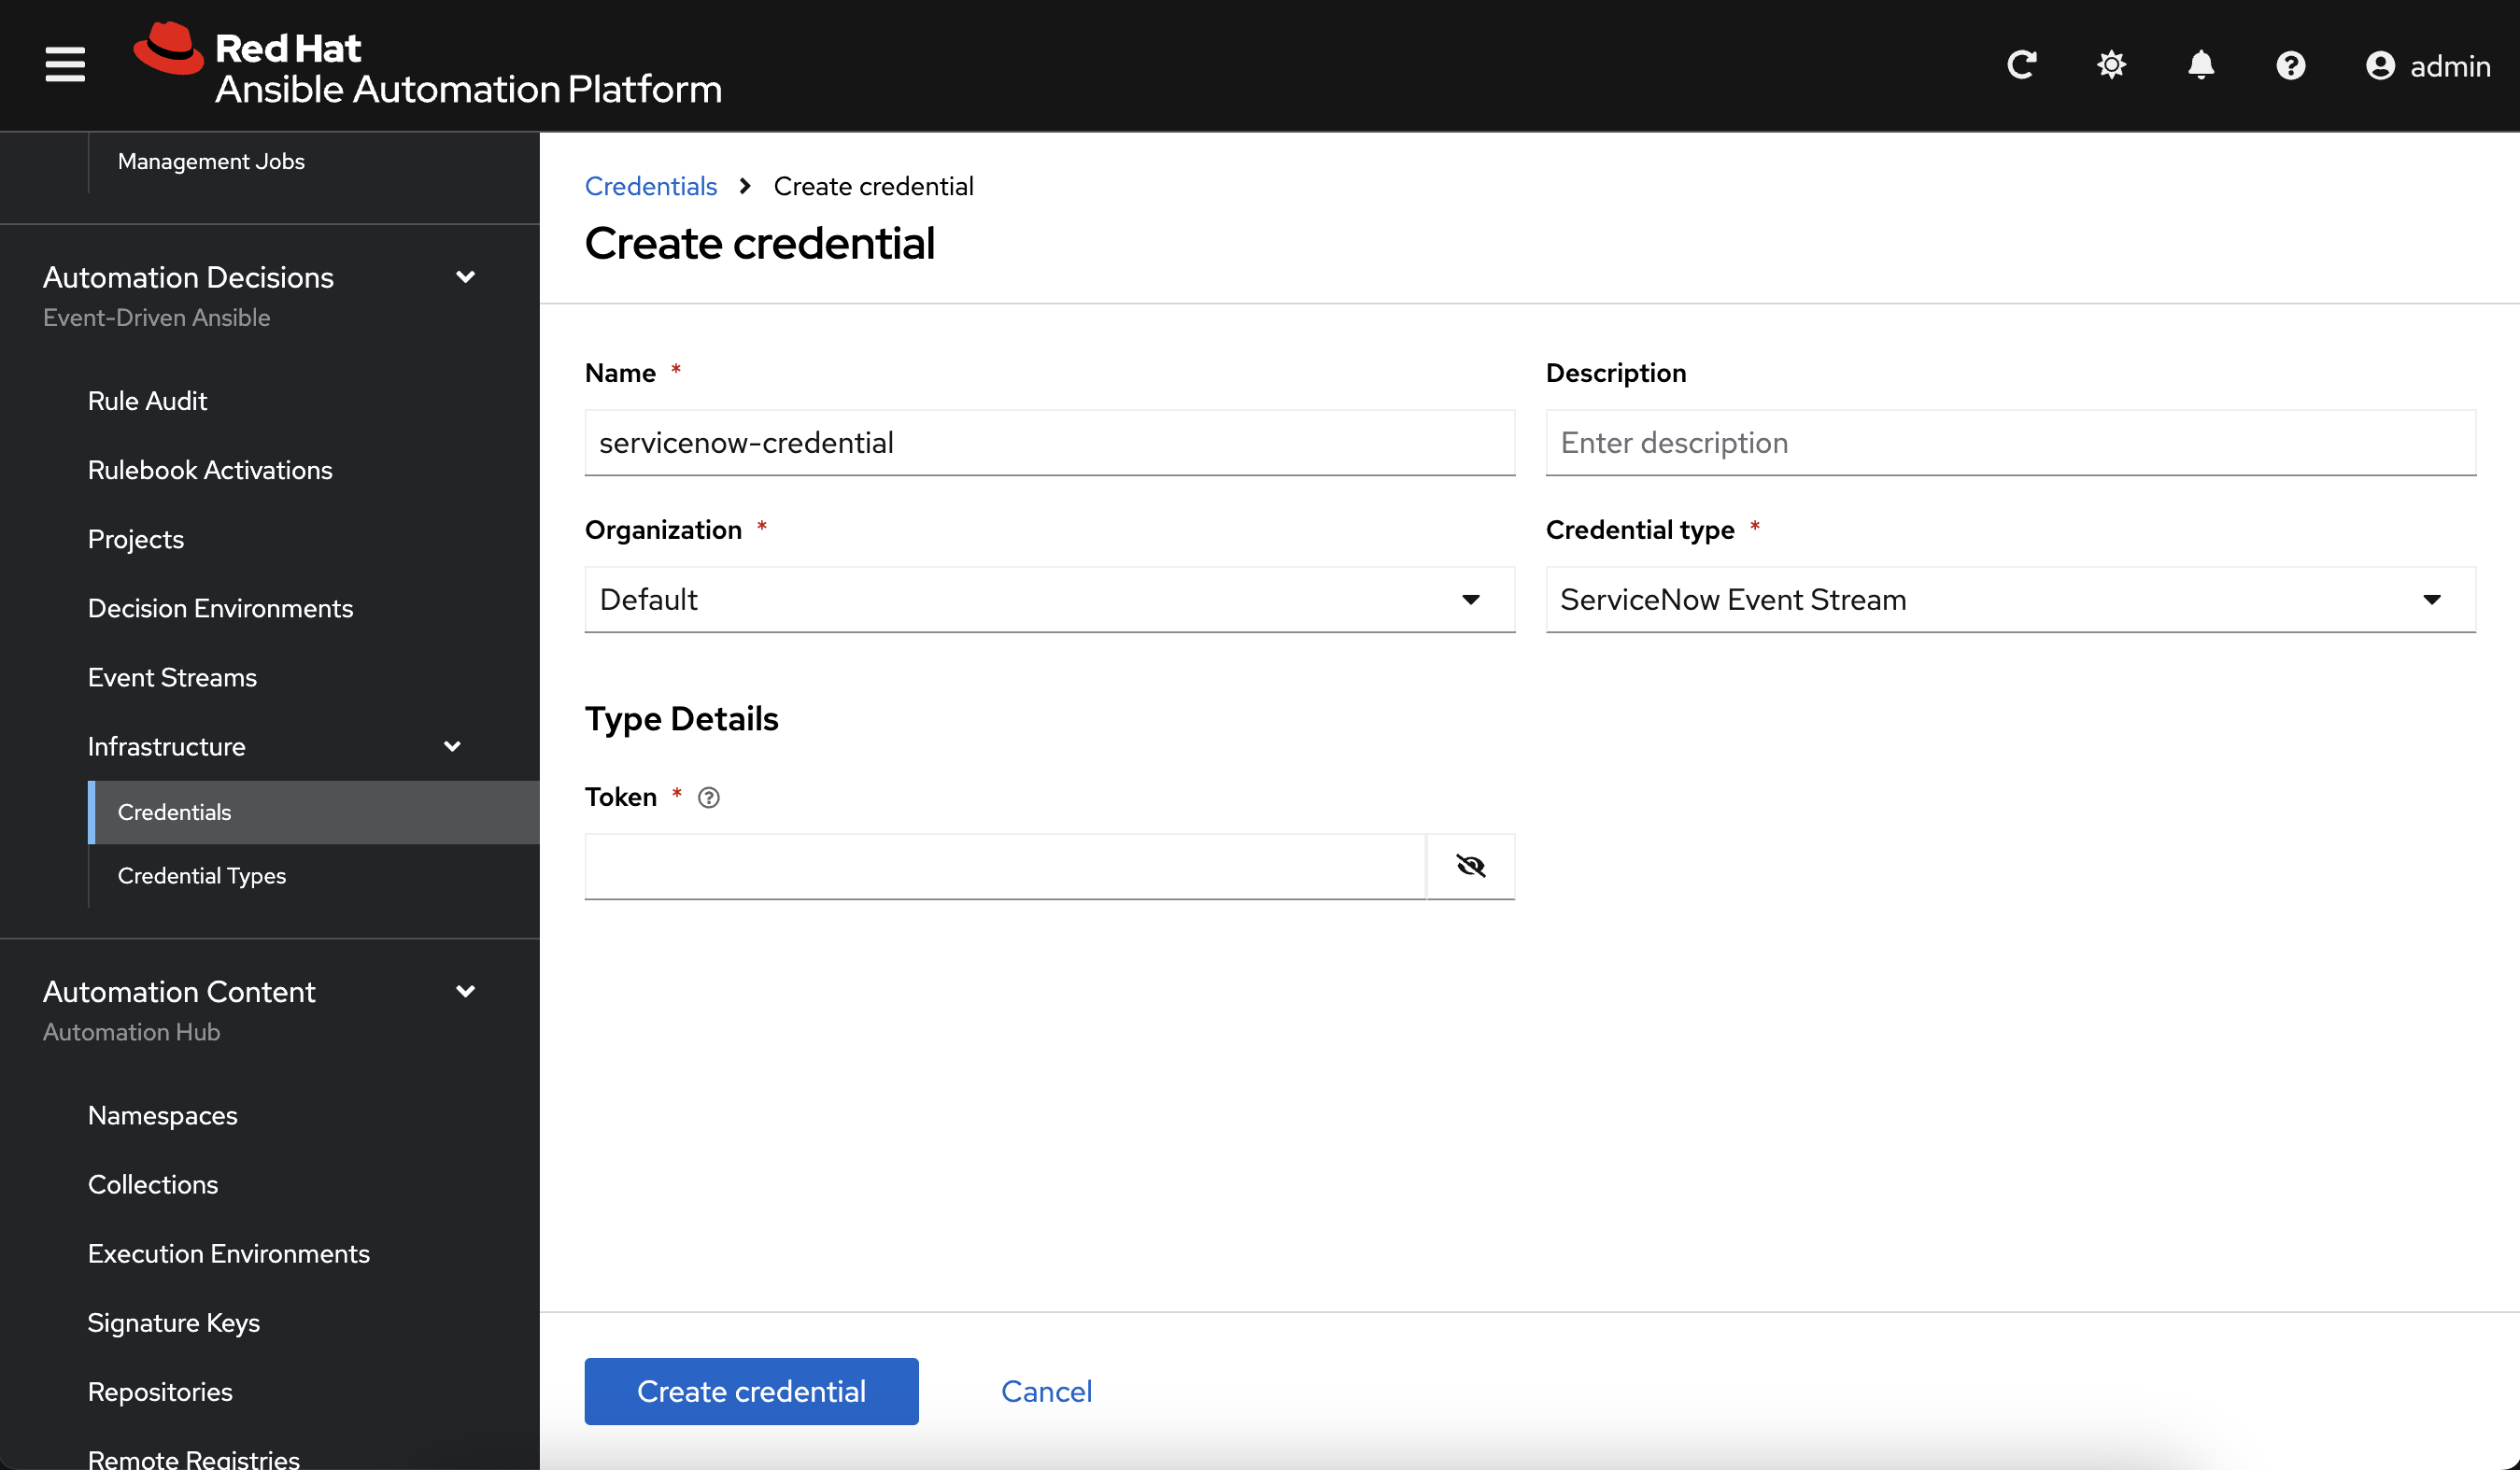 Red Hat
Ansible Automation Platform
admin
Management Jobs
Automation Decisions
Event-Driven Ansible
Rule Audit
Rulebook Activations
Projects
Decision Environments
Event Streams
Infrastructure
Credentials
Credential Types
Automation Content
Automation Hub
Namespaces
Collections
Execution Environments
Signature Keys
Repositories
Remote Registries
Credentials > Create credential
Create credential
Name *
servicenow-credential
Description
Enter description
Organization *
Default
Credential type *
ServiceNow Event Stream
Type Details
Token *
Create credential
Cancel